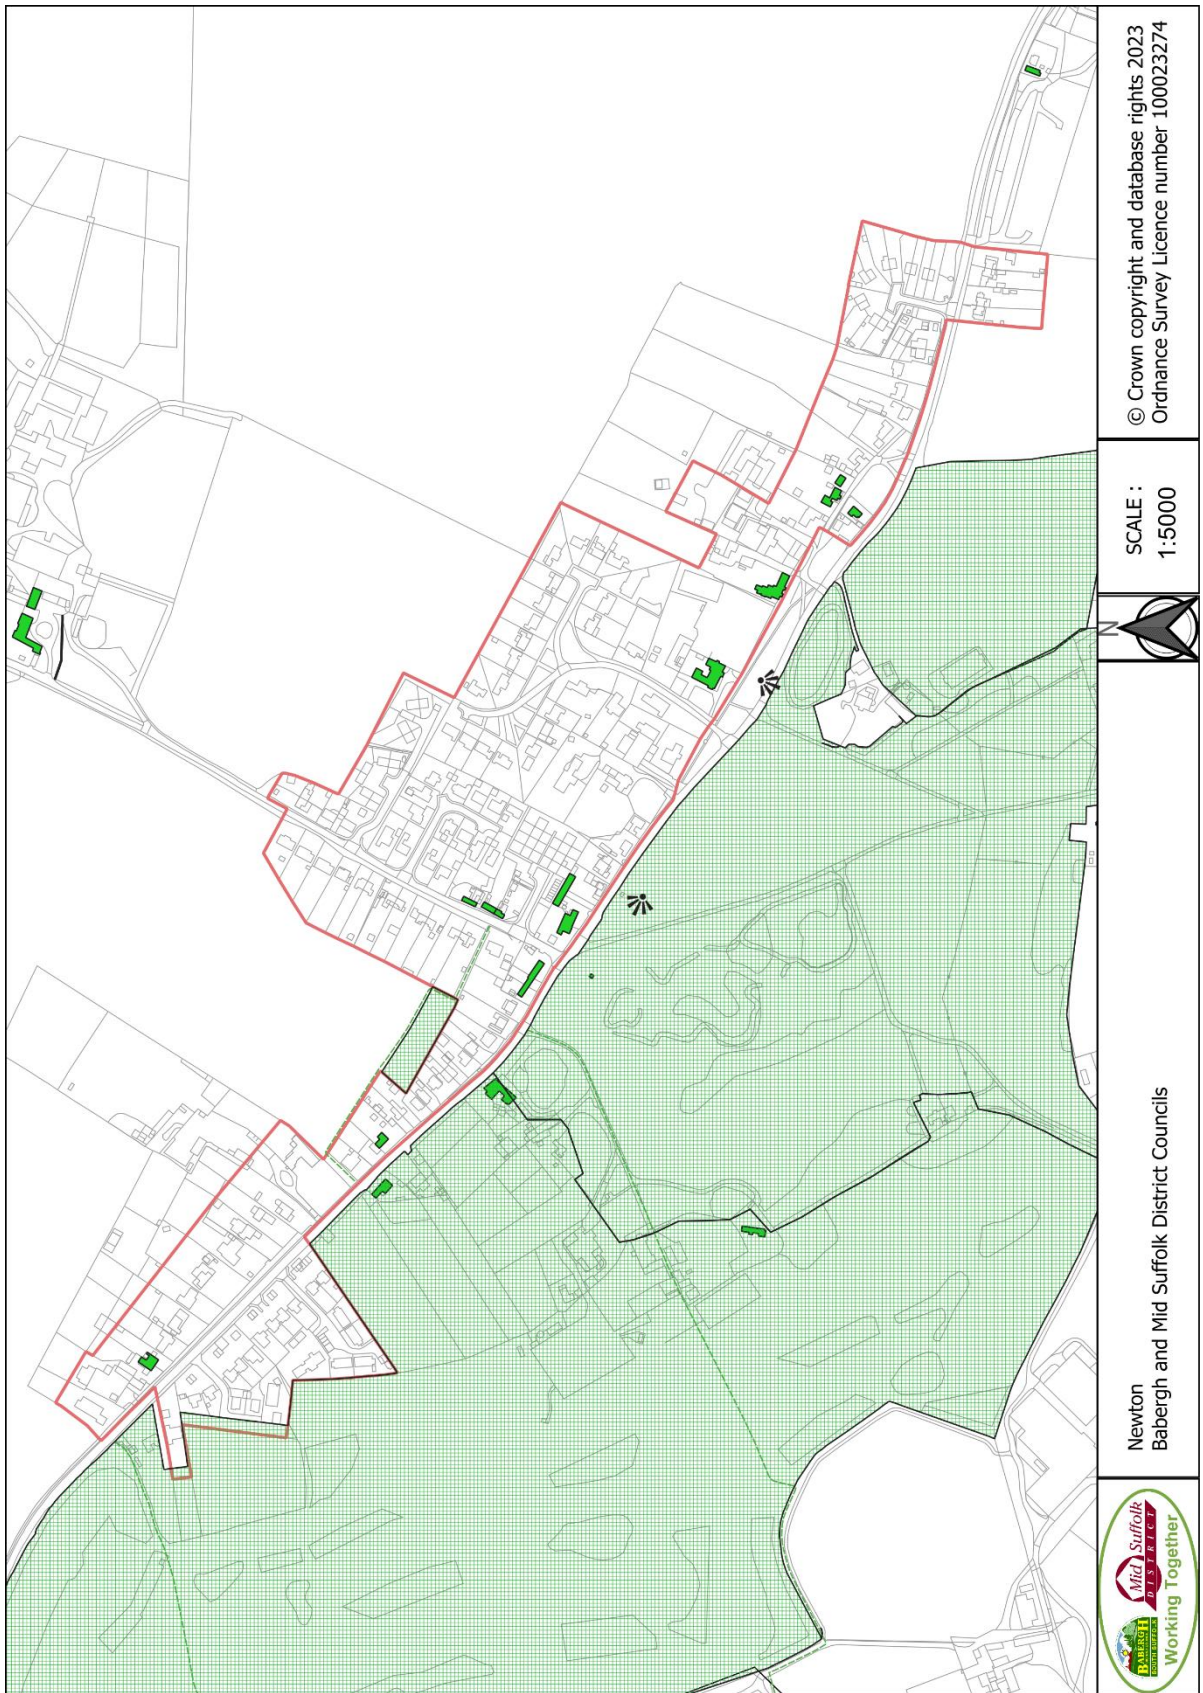 © Crown copyright and database rights 2023
Ordnance Survey Licence number 100023274
SCALE :
1:5000
N
Newton
Babergh and Mid Suffolk District Councils
BABERGH
SOUTH SUFFOLK
Mid Suffolk
DISTRICT
Working Together